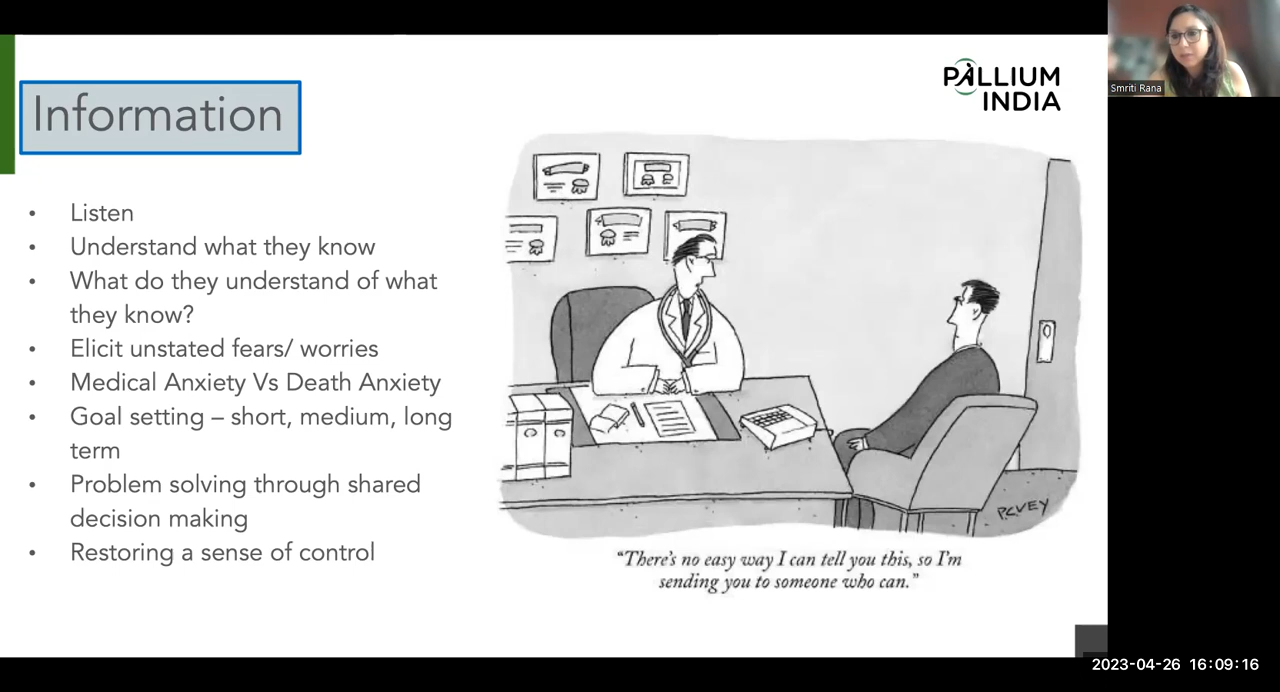 Information
PALLIUM
INDIA
Smriti Rana
• Listen
• Understand what they know
• What do they understand of what
they know?
• Elicit unstated fears/ worries
• Medical Anxiety Vs Death Anxiety
• Goal setting – short, medium, long
term
• Problem solving through shared
decision making
• Restoring a sense of control
P.C.VEY
“There’s no easy way I can tell you this, so I’m
sending you to someone who can.”
2023-04-26 16:09:16